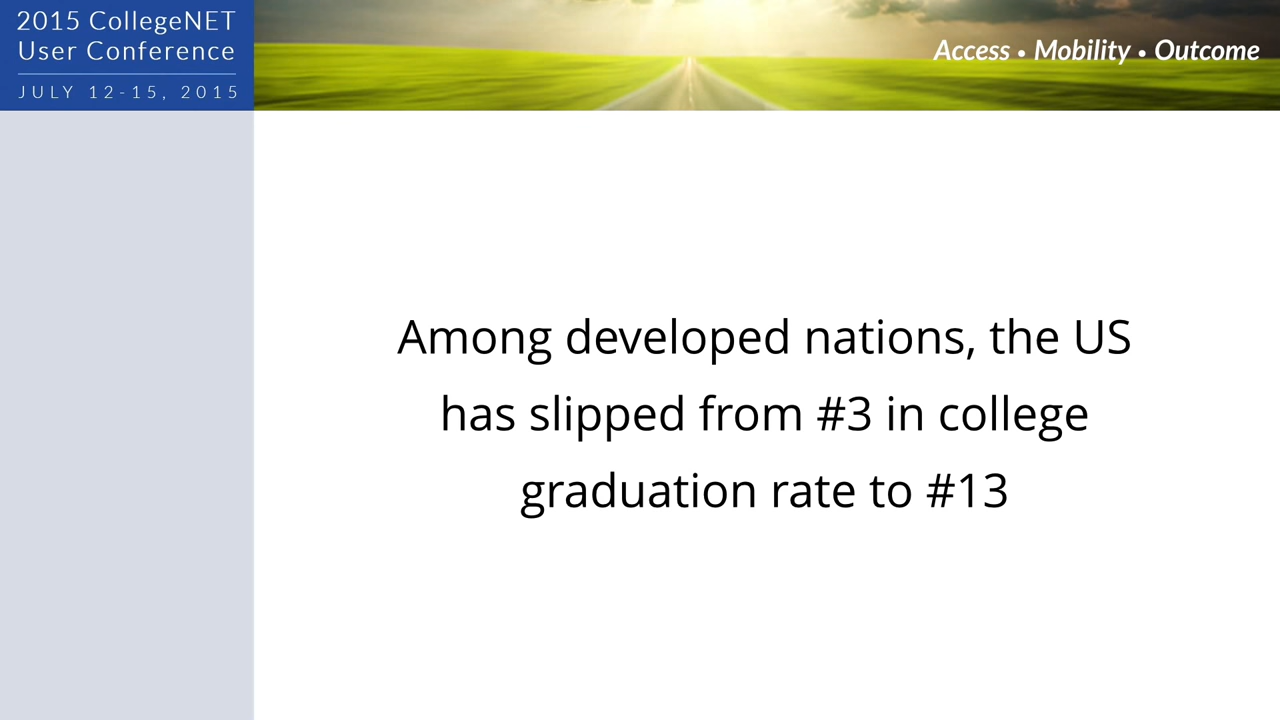 2015 CollegeNET
User Conference
JULY 12-15, 2015
Access • Mobility • Outcome
Among developed nations, the US
has slipped from #3 in college
graduation rate to #13